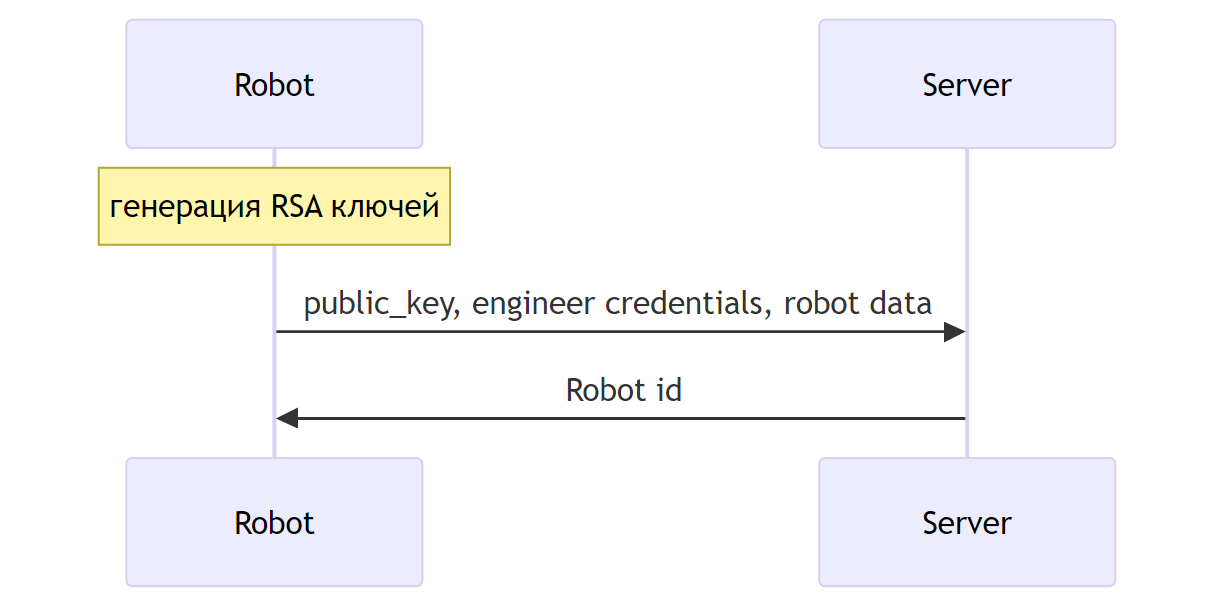 Robot
Server
генерация RSA ключей
public_key, engineer credentials, robot data
Robot id
Robot
Server